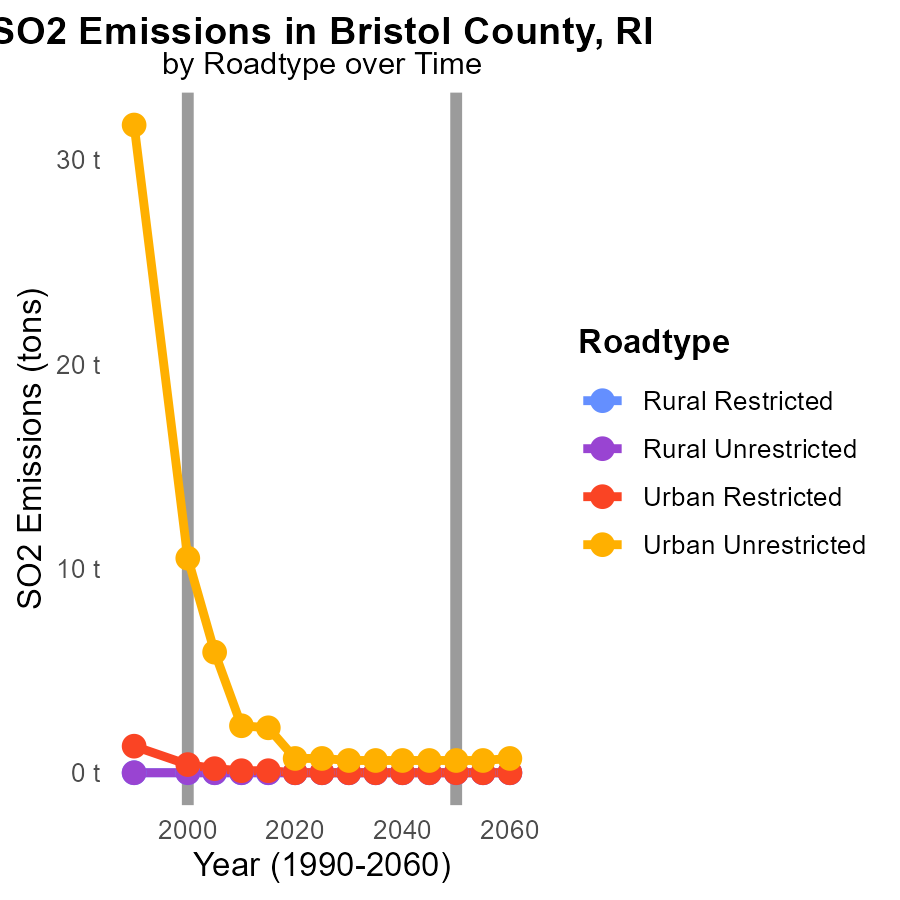 SO2 Emissions in Bristol County, RI
by Roadtype over Time
SO2 Emissions (tons)
30 t
20 t
10 t
0 t
2000 2020 2040 2060
Year (1990-2060)
Roadtype
Rural Restricted
Rural Unrestricted
Urban Restricted
Urban Unrestricted